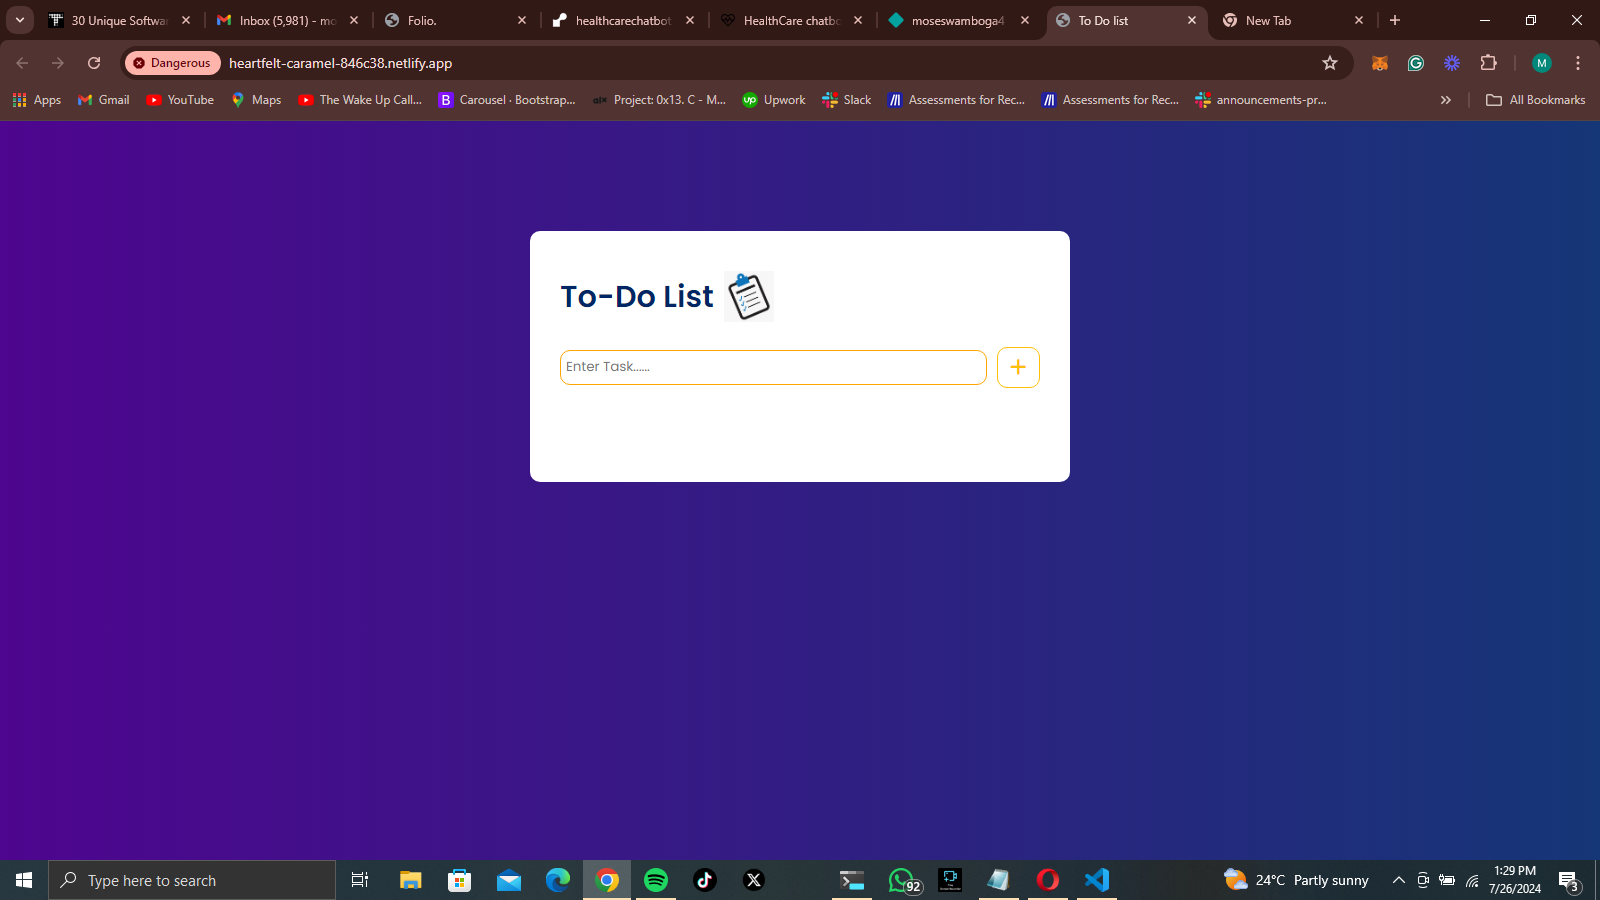 30 Unique Softwar
Inbox (5,981) - mo
Folio.
healthcarechatbot
HealthCare chatbo
moseswamboga4
To Do list
New Tab
Dangerous
heartfelt-caramel-846c38.netlify.app
M
Apps
Gmail
YouTube
Maps
The Wake Up Call...
B
Carousel · Bootstrap...
alx
Project: 0x13. C - M...
up
Upwork
Slack
Assessments for Rec...
Assessments for Rec...
announcements-pr...
All Bookmarks
To-Do List
Enter Task......
Type here to search
92
24°C Partly sunny
1:29 PM
7/26/2024
3